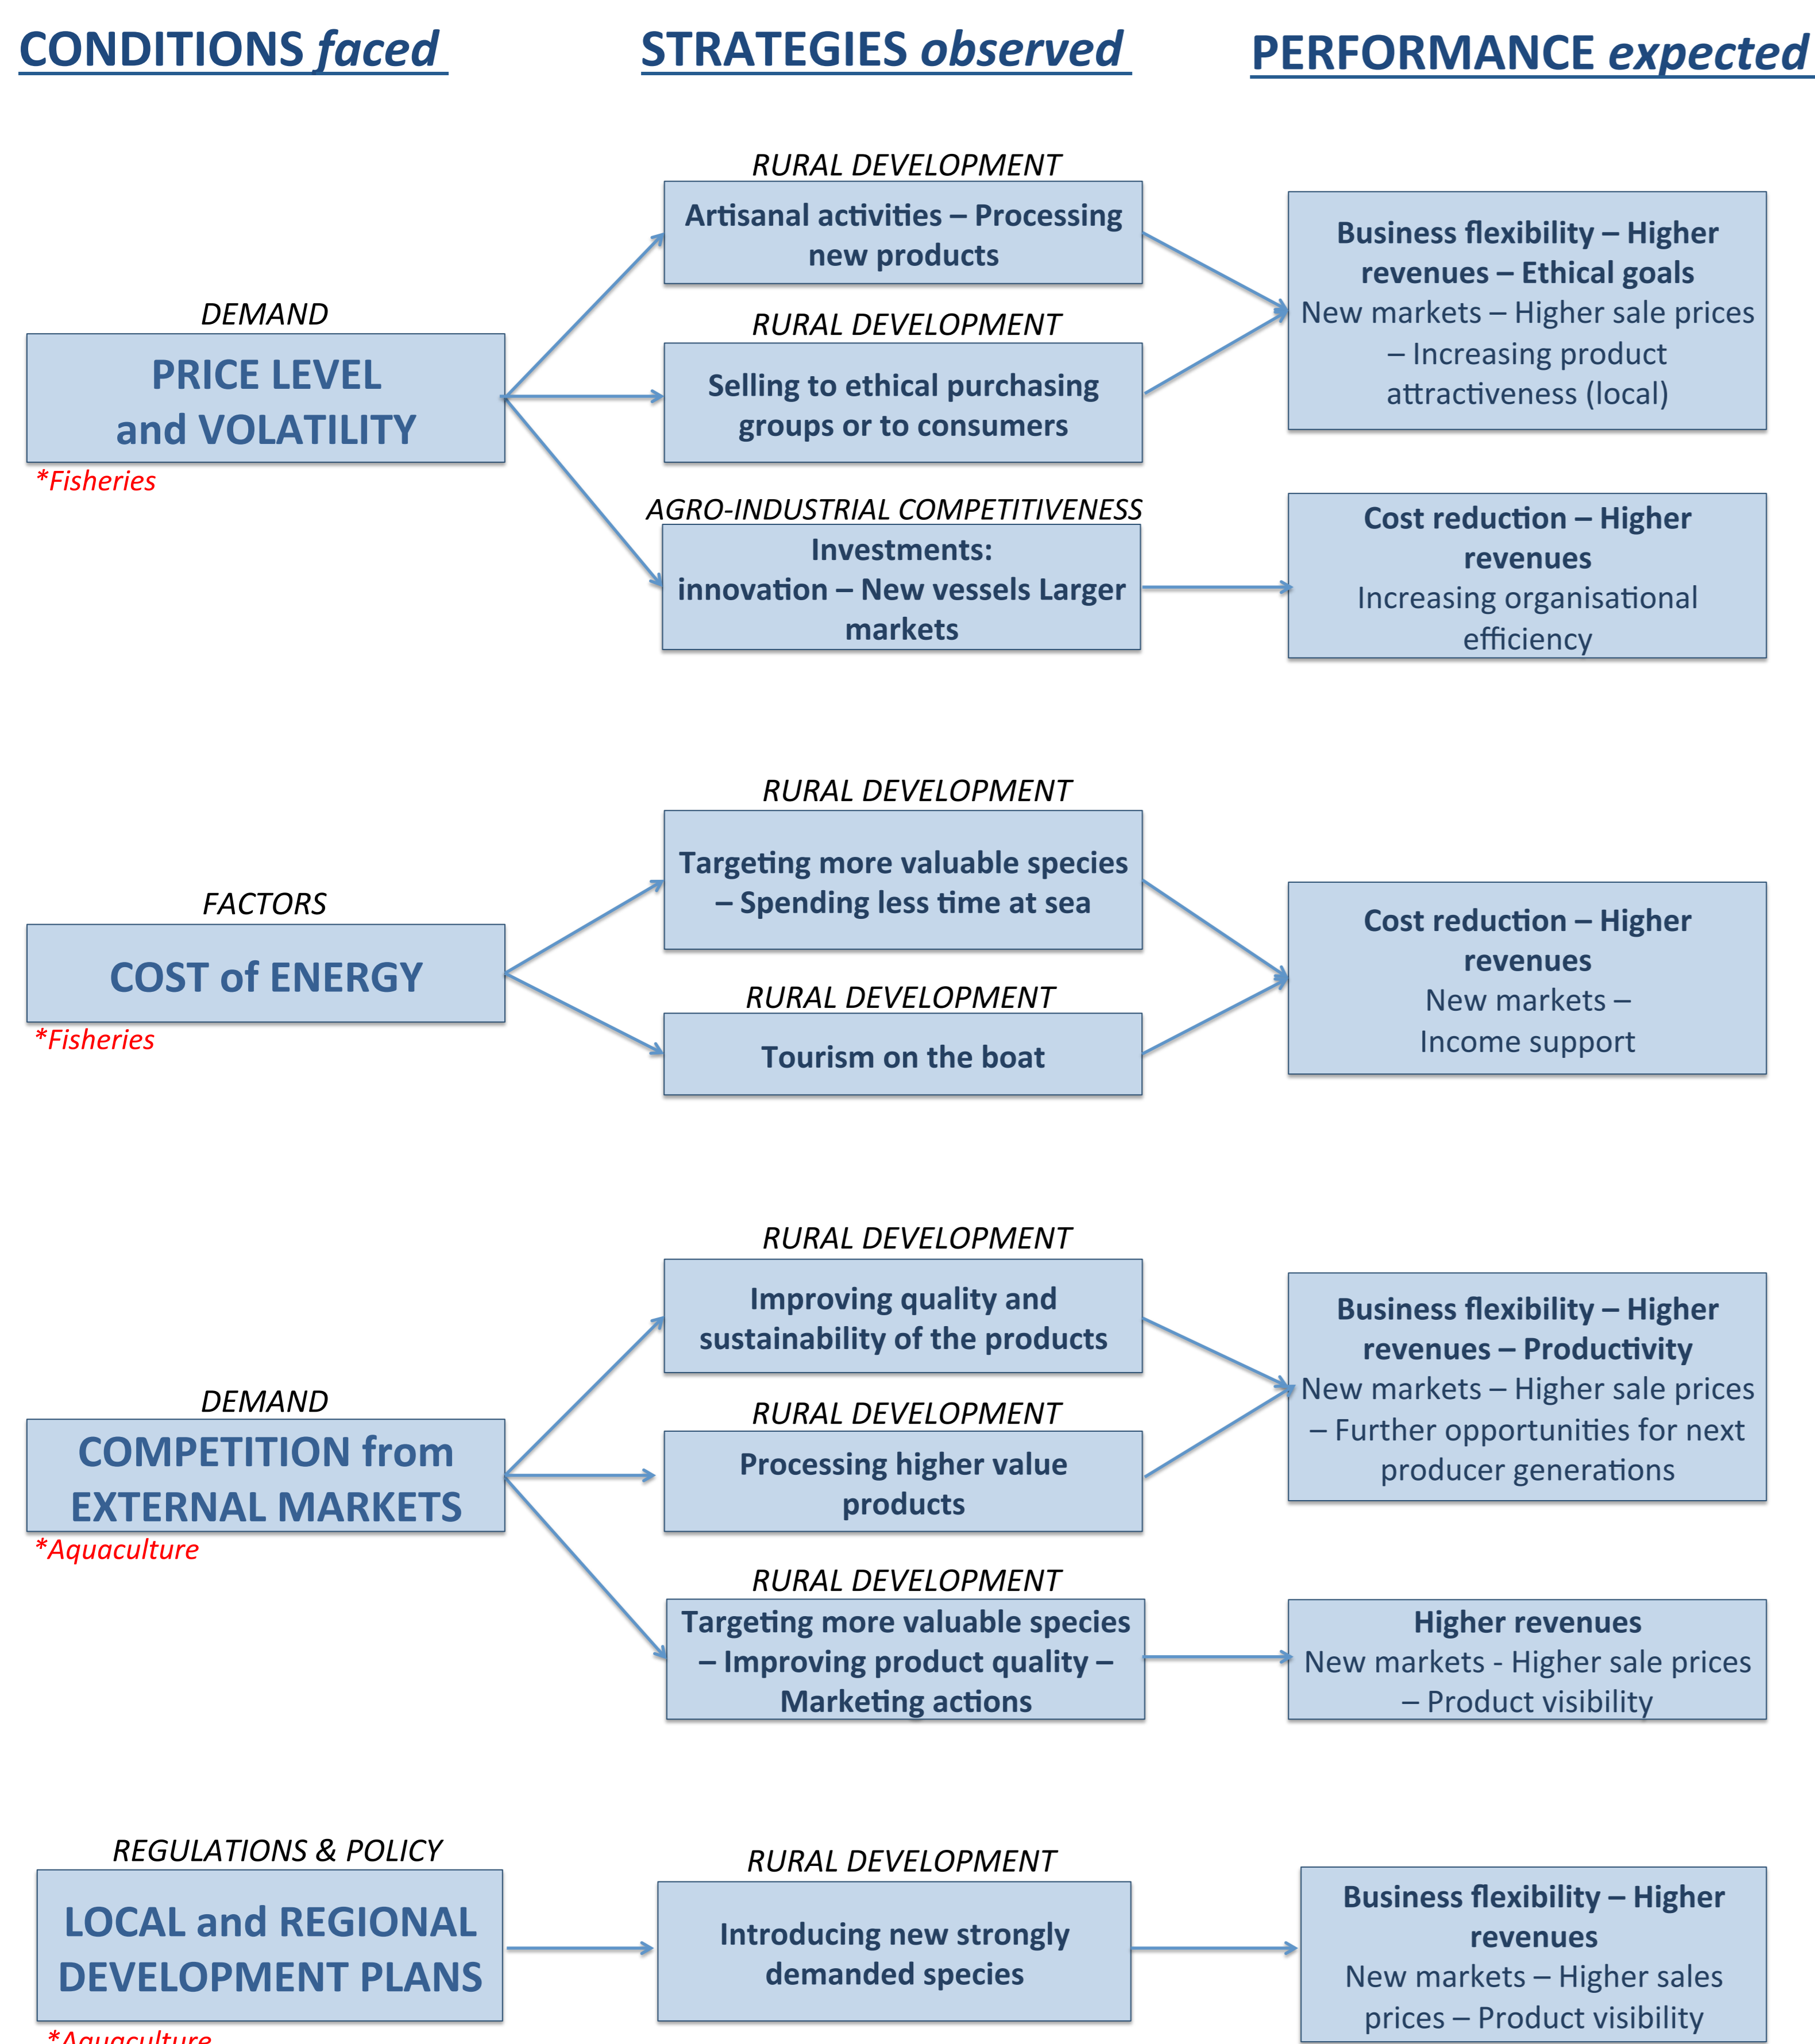 CONDITIONS faced
STRATEGIES observed
PERFORMANCE expected
DEMAND
PRICE LEVEL
and VOLATILITY
*Fisheries
RURAL DEVELOPMENT
Artisanal activities – Processing
new products
RURAL DEVELOPMENT
Selling to ethical purchasing
groups or to consumers
AGRO-INDUSTRIAL COMPETITIVENESS
Investments:
innovation – New vessels Larger
markets
Business flexibility – Higher
revenues – Ethical goals
New markets – Higher sale prices
– Increasing product
attractiveness (local)
Cost reduction – Higher
revenues
Increasing organisational
efficiency
FACTORS
COST of ENERGY
*Fisheries
RURAL DEVELOPMENT
Targeting more valuable species
– Spending less time at sea
RURAL DEVELOPMENT
Tourism on the boat
Cost reduction – Higher
revenues
New markets –
Income support
DEMAND
COMPETITION from
EXTERNAL MARKETS
*Aquaculture
RURAL DEVELOPMENT
Improving quality and
sustainability of the products
RURAL DEVELOPMENT
Processing higher value
products
RURAL DEVELOPMENT
Targeting more valuable species
– Improving product quality –
Marketing actions
Business flexibility – Higher
revenues – Productivity
New markets – Higher sale prices
– Further opportunities for next
producer generations
Higher revenues
New markets - Higher sale prices
– Product visibility
REGULATIONS & POLICY
LOCAL and REGIONAL
DEVELOPMENT PLANS
*Aquaculture
RURAL DEVELOPMENT
Introducing new strongly
demanded species
Business flexibility – Higher
revenues
New markets – Higher sales
prices – Product visibility